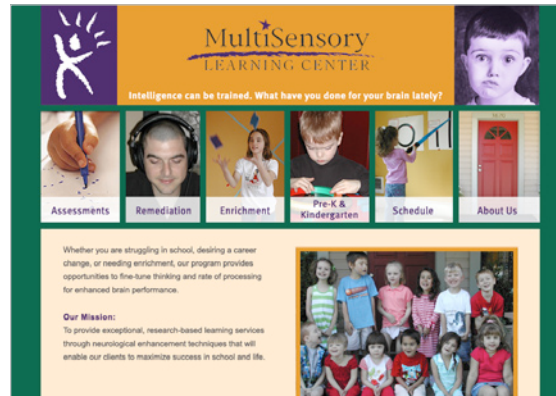 MultiSensory
LEARNING CENTER
Intelligence can be trained. What have you done for your brain lately?
Assessments
Remediation
Enrichment
Pre-K &
Kindergarten
Schedule
About Us
Whether you are struggling in school, desiring a career
change, or needing enrichment, our program provides
opportunities to fine-tune thinking and rate of processing
for enhanced brain performance.
Our Mission:
To provide exceptional, research-based learning services
through neurological enhancement techniques that will
enable our clients to maximize success in school and life.